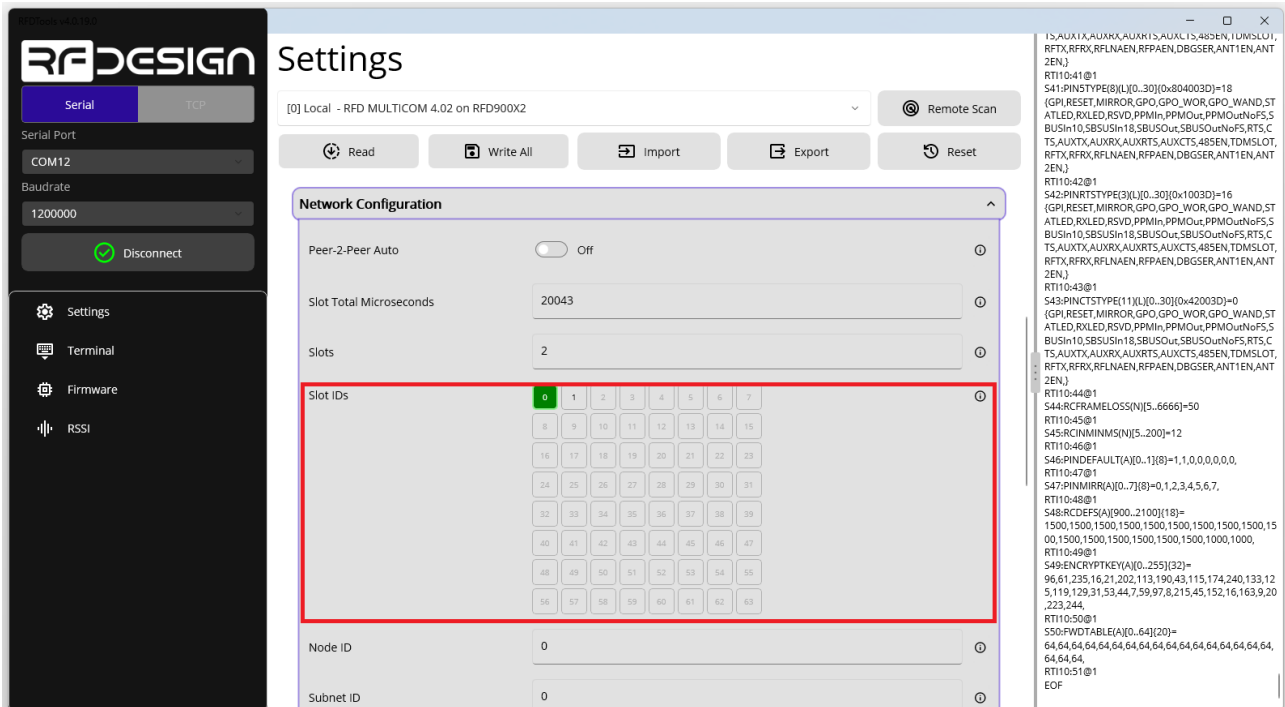 RFDTools v4.0.19.0
RFDESIGN
Serial
TCP
Serial Port
COM12
Baudrate
1200000
Disconnect
Settings
Terminal
Firmware
RSSI
Settings
[0] Local - RFD MULTICOM 4.02 on RFD900X2
Remote Scan
Read
Write All
Import
Export
Reset
Network Configuration
Peer-2-Peer Auto
Off
Slot Total Microseconds
20043
Slots
2
Slot IDs
0 1 2 3 4 5 6 7
8 9 10 11 12 13 14 15
16 17 18 19 20 21 22 23
24 25 26 27 28 29 30 31
32 33 34 35 36 37 38 39
40 41 42 43 44 45 46 47
48 49 50 51 52 53 54 55
56 57 58 59 60 61 62 63
Node ID
0
Subnet ID
0
TS,AUXTX,AUXRX,AUXRTS,AUXCTS,485EN,TDMSLOT,
RFTX,RFRX,RFLNAEN,RFPAEN,DBGSER,ANT1EN,ANT
2EN,}
RTI10:41@1
S41:PIN5TYPE(8)(L)[0..30]{0x804003D}=18
{GPI,RESET,MIRROR,GPO,GPO_WOR,GPO_WAND,ST
ATLED,RXLED,RSVD,PPMIn,PPMOut,PPMOutNoFS,S
BUSIn10,SBSUSIn18,SBUSOut,SBUSOutNoFS,RTS,C
TS,AUXTX,AUXRX,AUXRTS,AUXCTS,485EN,TDMSLOT,
RFTX,RFRX,RFLNAEN,RFPAEN,DBGSER,ANT1EN,ANT
2EN,}
RTI10:42@1
S42:PINRTSTYPE(3)(L)[0..30]{0x1003D}=16
{GPI,RESET,MIRROR,GPO,GPO_WOR,GPO_WAND,ST
ATLED,RXLED,RSVD,PPMIn,PPMOut,PPMOutNoFS,S
BUSIn10,SBSUSIn18,SBUSOut,SBUSOutNoFS,RTS,C
TS,AUXTX,AUXRX,AUXRTS,AUXCTS,485EN,TDMSLOT,
RFTX,RFRX,RFLNAEN,RFPAEN,DBGSER,ANT1EN,ANT
2EN,}
RTI10:43@1
S43:PINCTSTYPE(11)(L)[0..30]{0x42003D}=0
{GPI,RESET,MIRROR,GPO,GPO_WOR,GPO_WAND,ST
ATLED,RXLED,RSVD,PPMIn,PPMOut,PPMOutNoFS,S
BUSIn10,SBSUSIn18,SBUSOut,SBUSOutNoFS,RTS,C
TS,AUXTX,AUXRX,AUXRTS,AUXCTS,485EN,TDMSLOT,
RFTX,RFRX,RFLNAEN,RFPAEN,DBGSER,ANT1EN,ANT
2EN,}
RTI10:44@1
S44:RCFRAMELOSS(N)[5..6666]=50
RTI10:45@1
S45:RCINMINMS(N)[5..200]=12
RTI10:46@1
S46:PINDEFAULT(A)[0..1]{8}=1,1,0,0,0,0,0,0,
RTI10:47@1
S47:PINMIRR(A)[0..7]{8}=0,1,2,3,4,5,6,7,
RTI10:48@1
S48:RCDEFS(A)[900..2100]{18}=
1500,1500,1500,1500,1500,1500,1500,1500,1500,15
00,1500,1500,1500,1500,1500,1500,1000,1000,
RTI10:49@1
S49:ENCRYPTKEY(A)[0..255]{32}=
96,61,235,16,21,202,113,190,43,115,174,240,133,12
5,119,129,31,53,44,7,59,97,8,215,45,152,16,163,9,20
,223,244,
RTI10:50@1
S50:FWDTABLE(A)[0..64]{20}=
64,64,64,64,64,64,64,64,64,64,64,64,64,64,64,64,64,
64,64,64,
RTI10:51@1
EOF